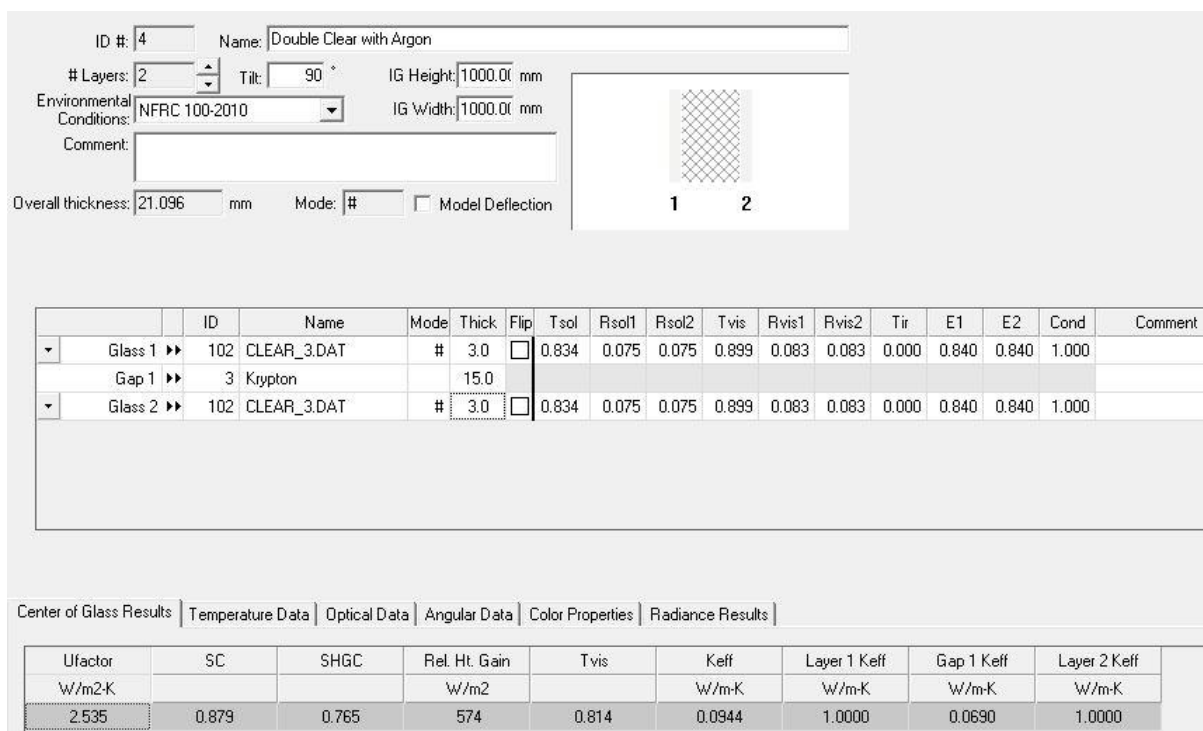 ID #: 4 Name: Double Clear with Argon
# Layers: 2 Tilt: 90 ° IG Height: 1000.0( mm
Environmental Conditions: NFRC 100-2010 IG Width: 1000.0( mm
Comment:
Overall thickness: 21.096 mm Mode: # Model Deflection
1 2
ID Name Mode Thick Flip Tsol Rsol1 Rsol2 Tvis Rvis1 Rvis2 Tir E1 E2 Cond Comment
Glass 1 102 CLEAR_3.DAT # 3.0 0.834 0.075 0.075 0.899 0.083 0.083 0.000 0.840 0.840 1.000
Gap 1 3 Krypton 15.0
Glass 2 102 CLEAR_3.DAT # 3.0 0.834 0.075 0.075 0.899 0.083 0.083 0.000 0.840 0.840 1.000
Center of Glass Results Temperature Data Optical Data Angular Data Color Properties Radiance Results
Ufactor SC SHGC Rel. Ht. Gain Tvis Keff Layer 1 Keff Gap 1 Keff Layer 2 Keff
W/m2-K W/m2 W/m-K W/m-K W/m-K W/m-K
2.535 0.879 0.765 574 0.814 0.0944 1.0000 0.0690 1.0000